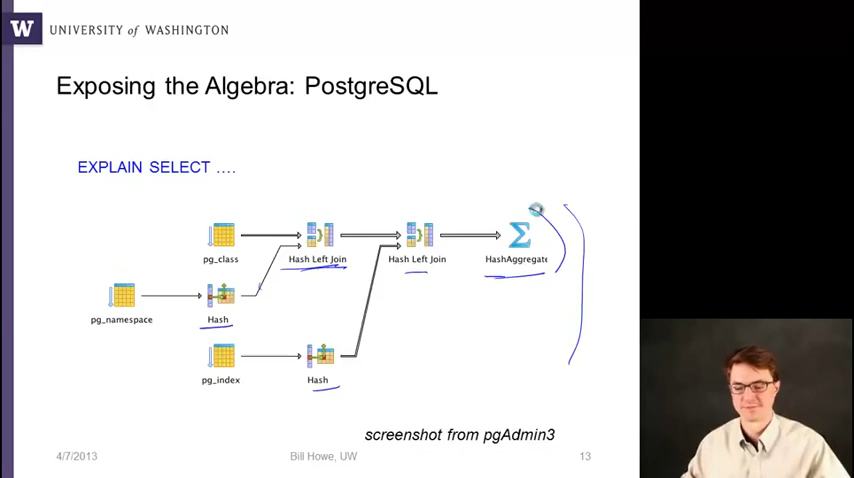 W UNIVERSITY of WASHINGTON
Exposing the Algebra: PostgreSQL
EXPLAIN SELECT ....
pg_class
Hash Left Join
Hash Left Join
HashAggregate
pg_namespace
Hash
pg_index
Hash
screenshot from pgAdmin3
4/7/2013
Bill Howe, UW
13